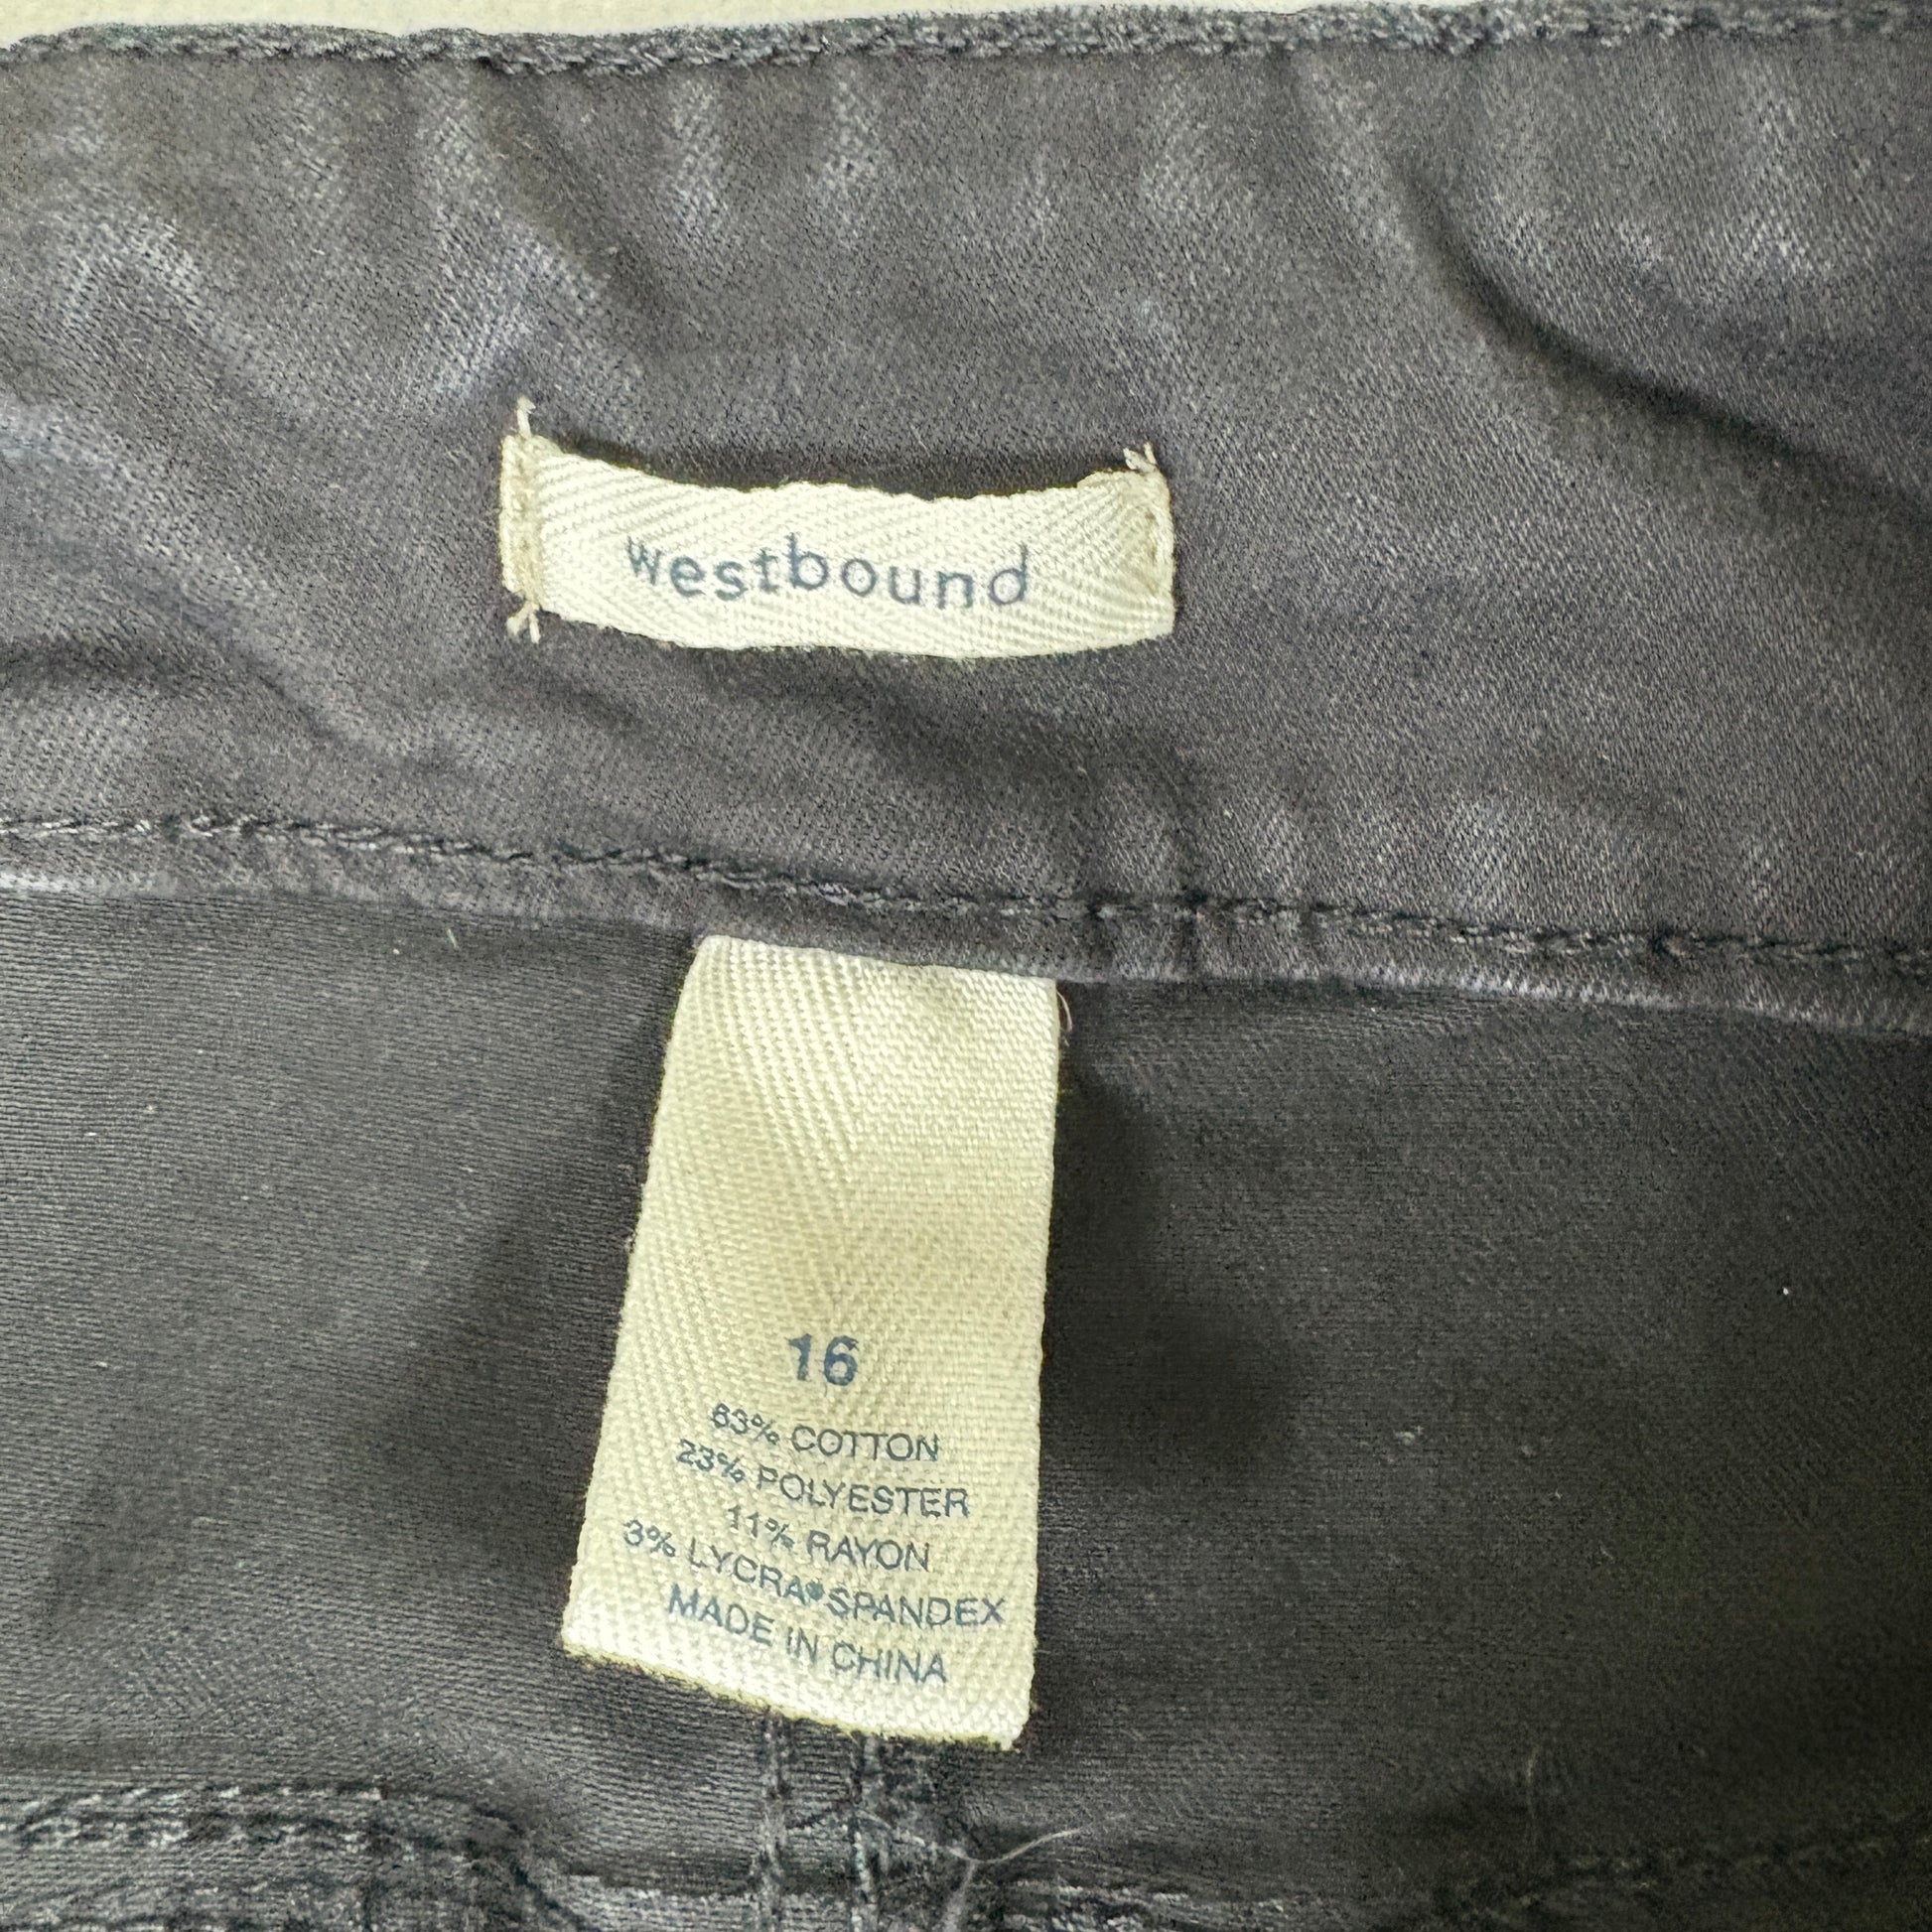 westbound
16
63% COTTON
23% POLYESTER
11% RAYON
3% LYCRA® SPANDEX
MADE IN CHINA